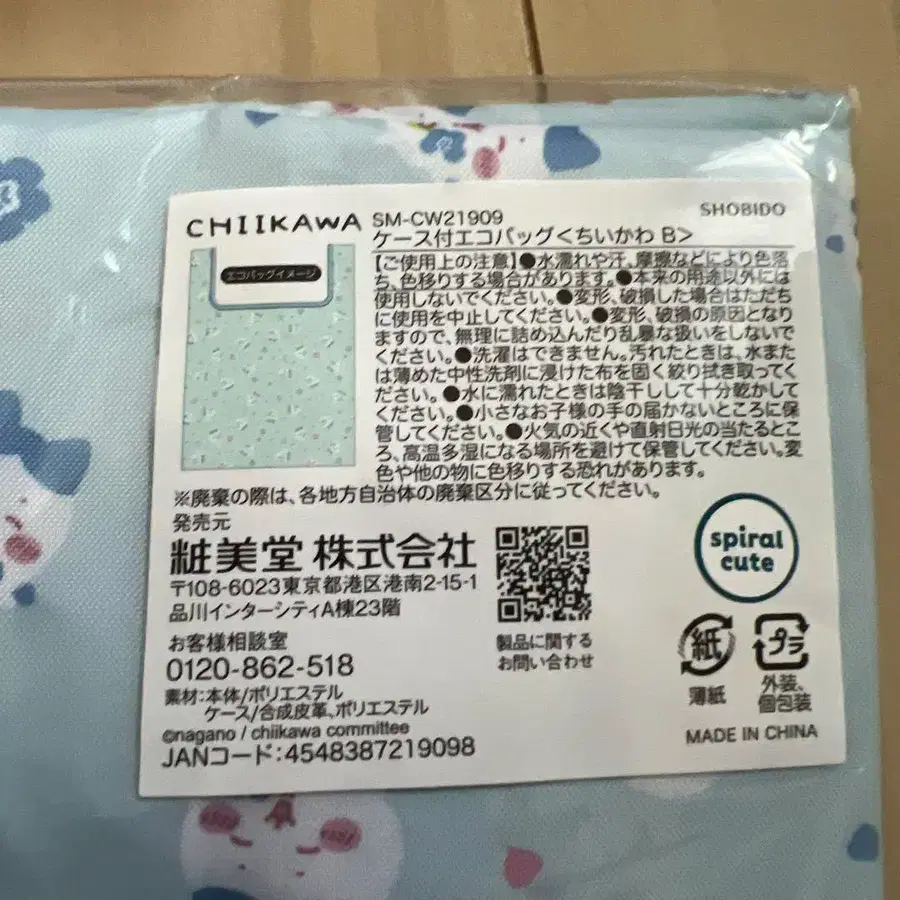 CHIIKAWA
SM-CW21909
SHOBIDO
ケース付エコバッグ<ちいかわ B>
エコバッグイメージ
【ご使用上の注意】●水濡れや汗、摩擦などにより色落
ち、色移りする場合があります。●本来の用途以外には
使用しないでください。●変形、破損した場合はただち
に使用を中止してください。●変形、破損の原因となり
ますので、無理に詰め込んだり乱暴な扱いをしないで
ください。●洗濯はできません。汚れたときは、水また
は薄めた中性洗剤に浸けた布を固く絞り拭き取ってく
ださい。●水に濡れたときは陰干しして十分乾かして
ください。●小さなお子様の手の届かないところに保
管してください。●火気の近くや直射日光の当たるとこ
ろ、高温多湿になる場所を避けて保管してください。変
色や他の物に色移りする恐れがあります。
※廃棄の際は、各地方自治体の廃棄区分に従ってください。
発売元
粧美堂 株式会社
〒108-6023東京都港区港南2-15-1
品川インターシティA棟23階
お客様相談室
0120-862-518
素材:本体/ポリエステル
ケース/合成皮革、ポリエステル
©nagano / chiikawa committee
JANコード:4548387219098
製品に関する
お問い合わせ
spiral
cute
紙
薄紙
プラ
外装、
個包装
MADE IN CHINA